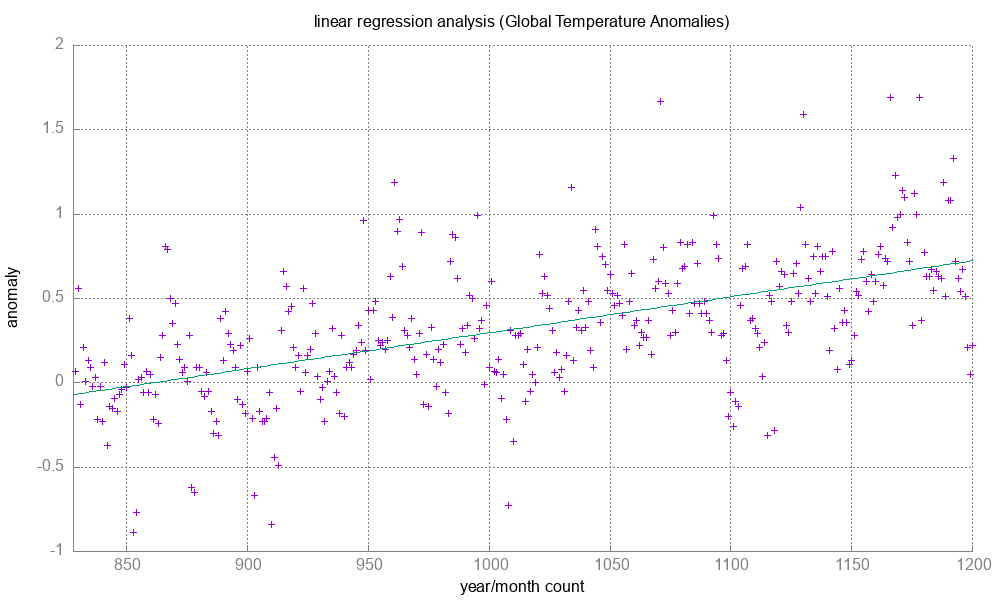 linear regression analysis (Global Temperature Anomalies)
2
1.5
1
0.5
0
-0.5
-1
anomaly
850 900 950 1000 1050 1100 1150 1200
year/month count